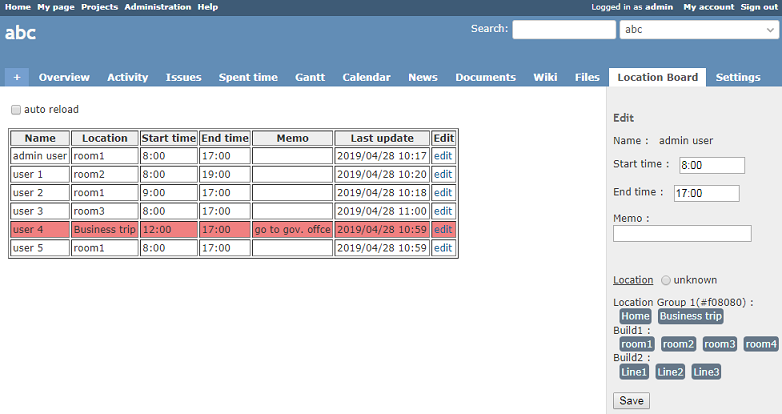 Home My page Projects Administration Help Logged in as admin My account Sign out
abc Search: abc
+ Overview Activity Issues Spent time Gantt Calendar News Documents Wiki Files Location Board Settings
auto reload
Name Location Start time End time Memo Last update Edit
admin user room1 8:00 17:00 2019/04/28 10:17 edit
user 1 room2 8:00 19:00 2019/04/28 10:20 edit
user 2 room1 9:00 17:00 2019/04/28 10:18 edit
user 3 room3 8:00 17:00 2019/04/28 11:00 edit
user 4 Business trip 12:00 17:00 go to gov. offce 2019/04/28 10:59 edit
user 5 room1 8:00 17:00 2019/04/28 10:59 edit
Edit
Name : admin user
Start time : 8:00
End time : 17:00
Memo :
Location unknown
Location Group 1(#f08080) :
Home Business trip
Build1 :
room1 room2 room3 room4
Build2 :
Line1 Line2 Line3
Save